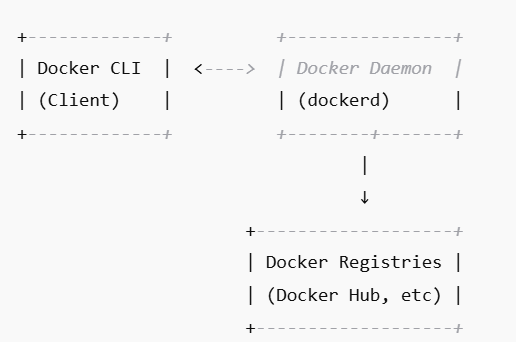 +-------------+          +----------------+
| Docker CLI  |  <---->  | Docker Daemon  |
| (Client)    |          | (dockerd)      |
+-------------+          +--------+-------+
|
↓
+------------------+
| Docker Registries |
| (Docker Hub, etc) |
+------------------+